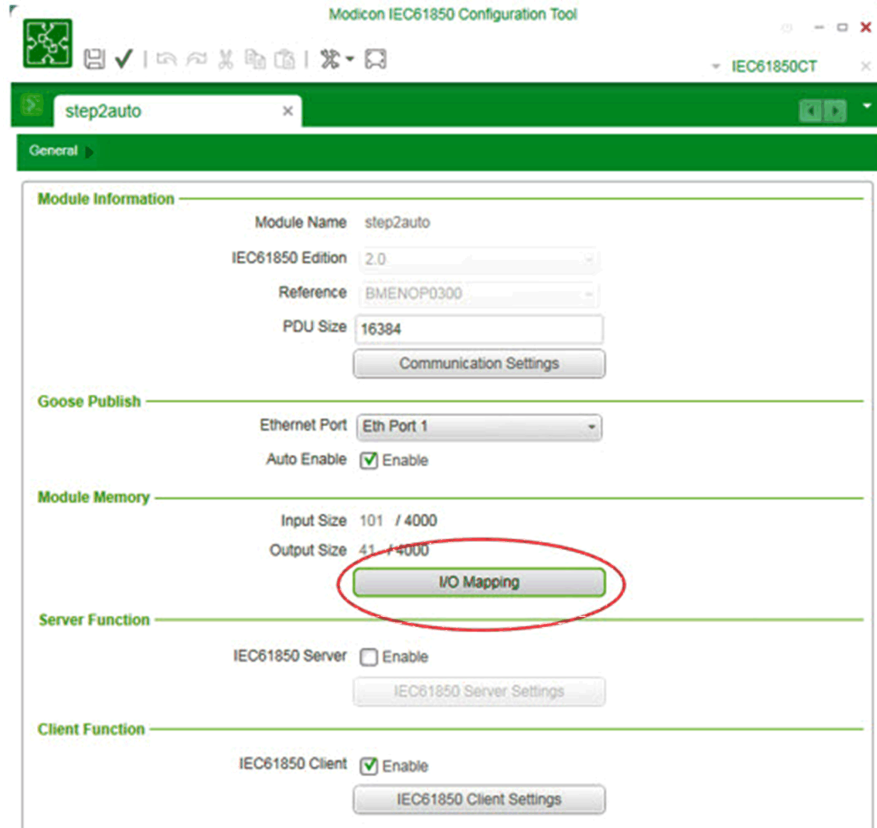 Modicon IEC61850 Configuration Tool
IEC61850CT
step2auto
General
Module Information
Module Name step2auto
IEC61850 Edition 2.0
Reference BMENOP0300
PDU Size 16384
Communication Settings
Goose Publish
Ethernet Port Eth Port 1
Auto Enable Enable
Module Memory
Input Size 101 / 4000
Output Size 41 / 4000
I/O Mapping
Server Function
IEC61850 Server Enable
IEC61850 Server Settings
Client Function
IEC61850 Client Enable
IEC61850 Client Settings